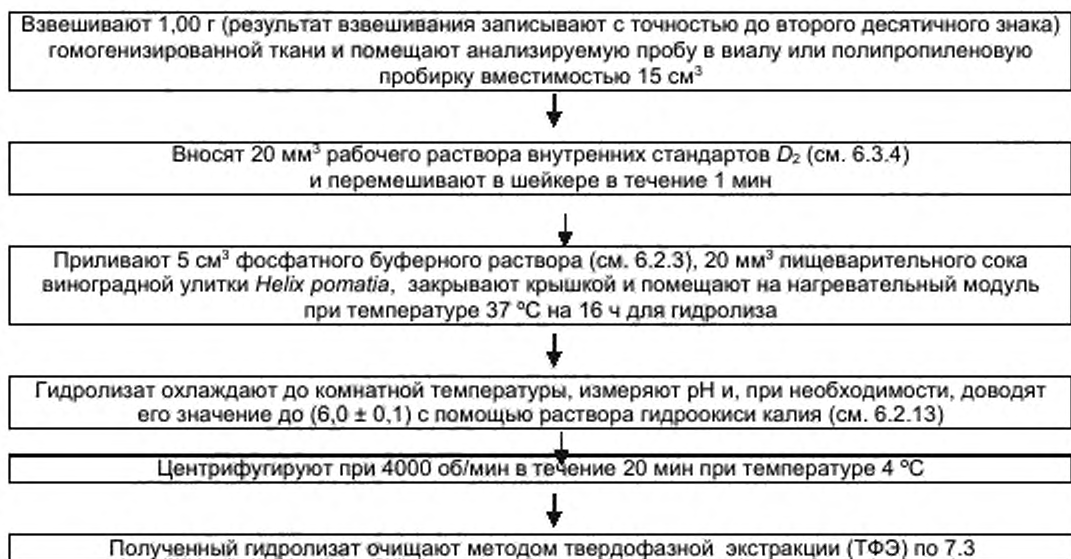 Взвешивают 1,00 г (результат взвешивания записывают с точностью до второго десятичного знака)
гомогенизированной ткани и помещают анализируемую пробу в виалу или полипропиленовую
пробирку вместимостью 15 см³
Вносят 20 мм³ рабочего раствора внутренних стандартов D₂ (см. 6.3.4)
и перемешивают в шейкере в течение 1 мин
Приливают 5 см³ фосфатного буферного раствора (см. 6.2.3), 20 мм³ пищеварительного сока
виноградной улитки Helix pomatia, закрывают крышкой и помещают на нагревательный модуль
при температуре 37 ºС на 16 ч для гидролиза
Гидролизат охлаждают до комнатной температуры, измеряют pH и, при необходимости, доводят
его значение до (6,0 ± 0,1) с помощью раствора гидроокиси калия (см. 6.2.13)
Центрифугируют при 4000 об/мин в течение 20 мин при температуре 4 ºС
Полученный гидролизат очищают методом твердофазной экстракции (ТФЭ) по 7.3